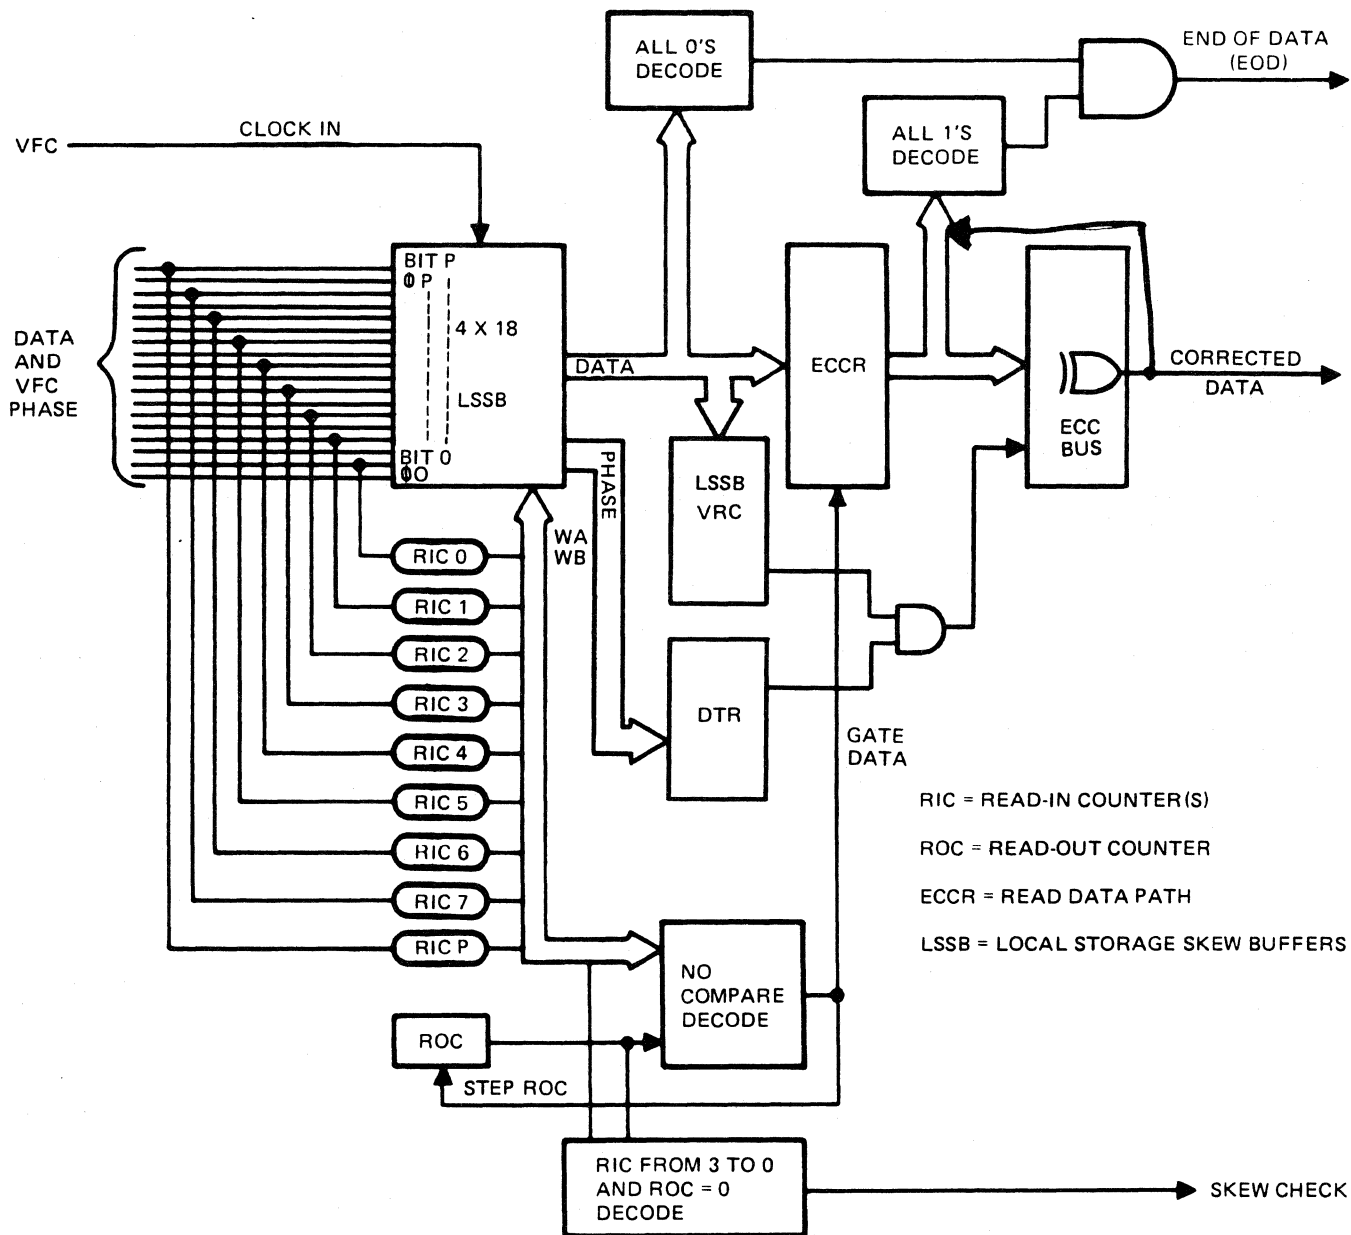 ALL 0'S
DECODE
END OF DATA
(EOD)
ALL 1'S
DECODE
VFC
CLOCK IN
DATA
AND
VFC
PHASE
BIT P
Φ P
4 X 18
LSSB
BIT 0
Φ0
DATA
PHASE
WA
WB
ECCR
LSSB
VRC
ECC
BUS
CORRECTED
DATA
RIC 0
RIC 1
RIC 2
RIC 3
RIC 4
RIC 5
RIC 6
RIC 7
RIC P
DTR
GATE
DATA
RIC = READ-IN COUNTER(S)
ROC = READ-OUT COUNTER
ECCR = READ DATA PATH
LSSB = LOCAL STORAGE SKEW BUFFERS
NO
COMPARE
DECODE
ROC
STEP ROC
RIC FROM 3 TO 0
AND ROC = 0
DECODE
SKEW CHECK